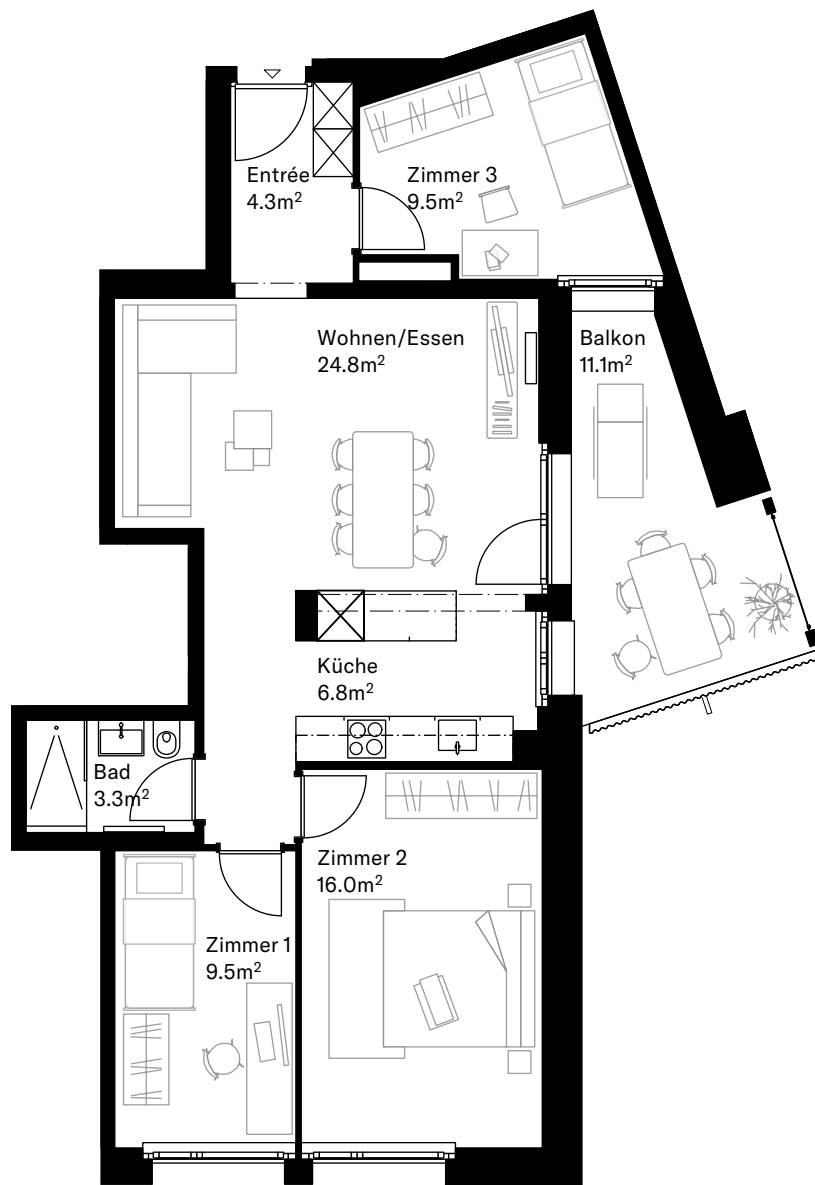 Entrée
4.3m²
Zimmer 3
9.5m²
Wohnen/Essen
24.8m²
Balkon
11.1m²
Küche
6.8m²
Bad
3.3m²
Zimmer 2
16.0m²
Zimmer 1
9.5m²